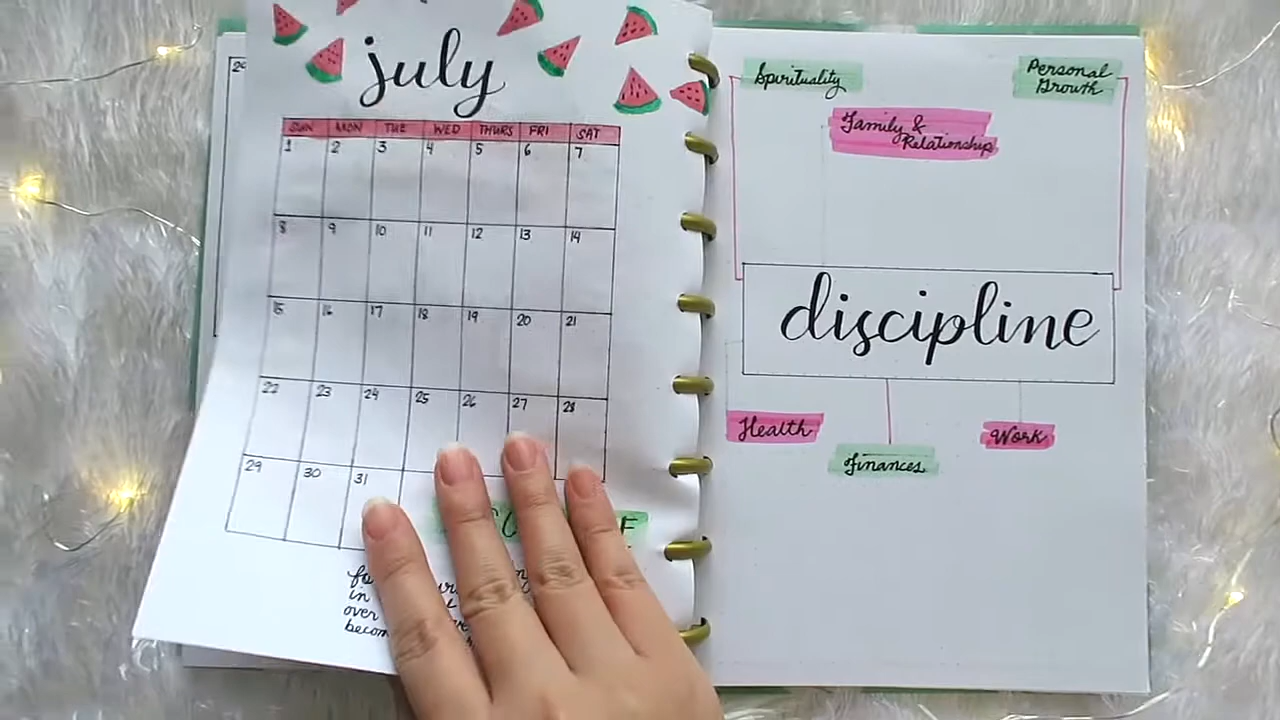 29
july
SUN MON TUE WED THURS FRI SAT
1 2 3 4 5 6 7
8 9 10 11 12 13 14
15 16 17 18 19 20 21
22 23 24 25 26 27 28
29 30 31
in
over
Spirituality
Personal
Growth
Family &
Relationship
discipline
Health
Work
Finances